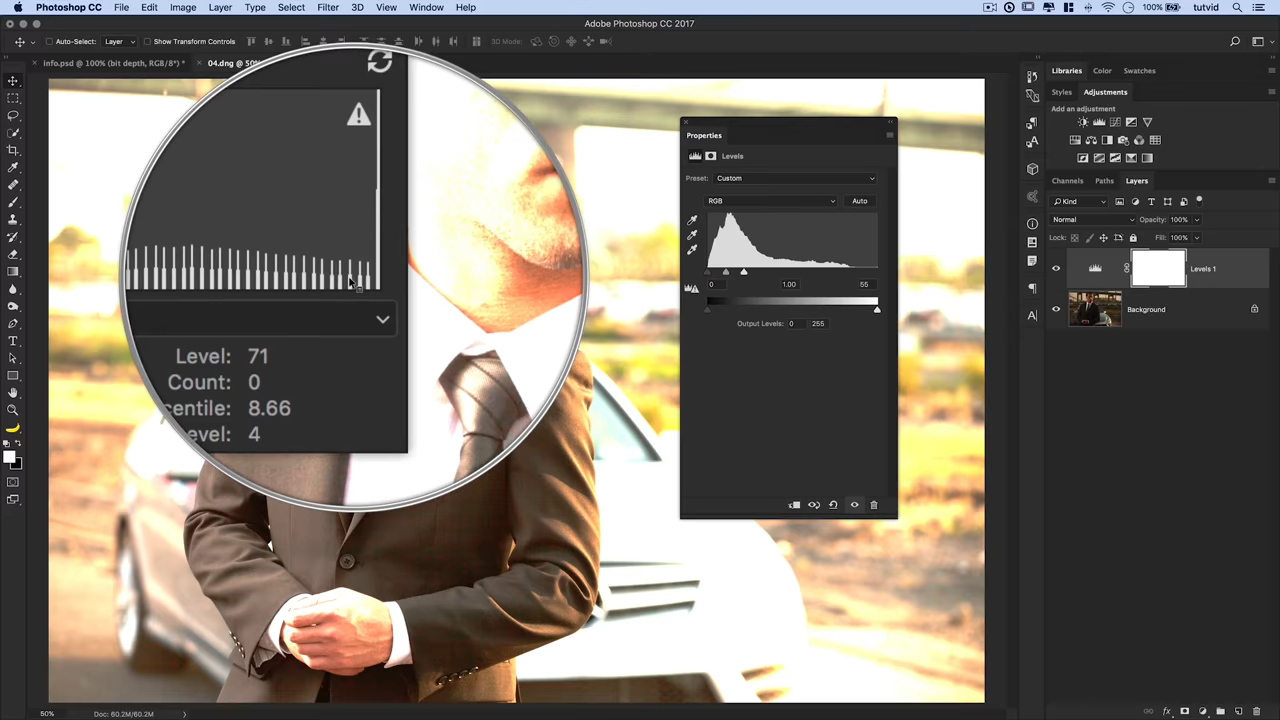 Photoshop CC File Edit Image Layer Type Select Filter 3D View Window Help 100% tutvid
Adobe Photoshop CC 2017
Auto-Select: Layer Show Transform Controls 3D Mode:
× info.psd @ 100% (bit depth, RGB/8*) * × 04.dng @ 50%
Level: 71
Count: 0
centile: 8.66
evel: 4
Properties
Levels
Preset: Custom
RGB Auto
0 1.00 55
Output Levels: 0 255
Libraries Color Swatches
Styles Adjustments
Add an adjustment
Channels Paths Layers
Kind
Normal Opacity: 100%
Lock: Fill: 100%
Levels 1
Background
50% Doc: 60.2M/60.2M